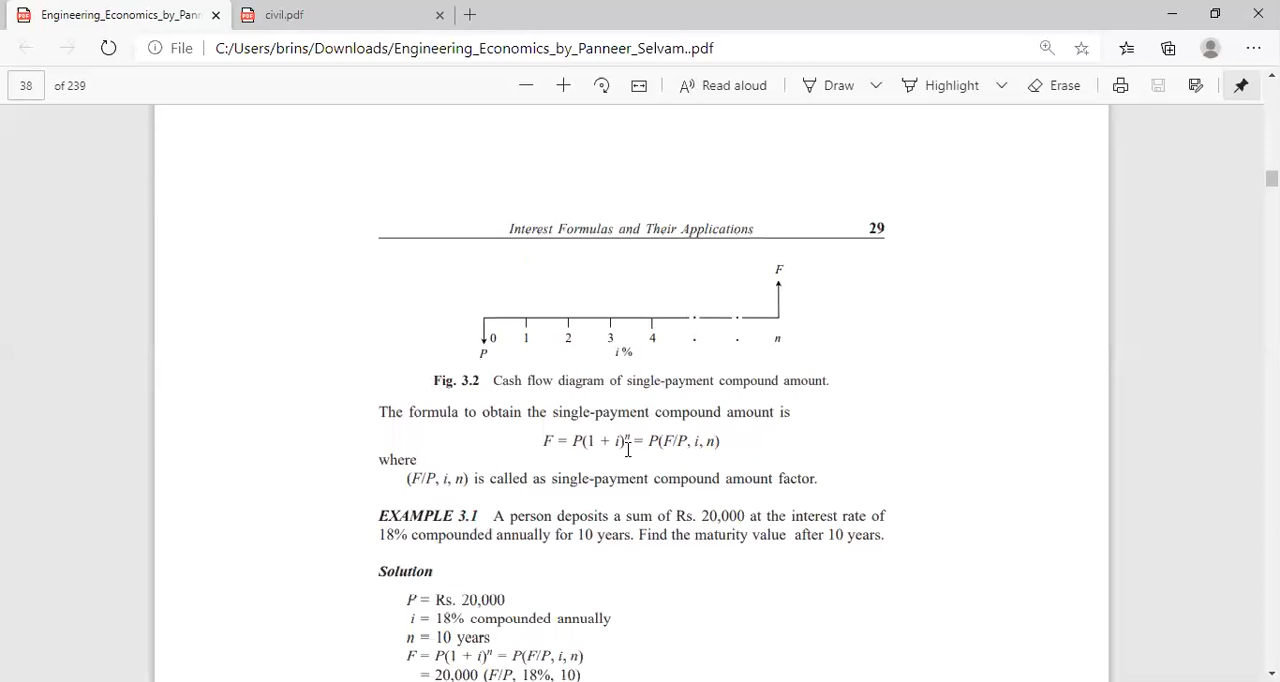 Engineering_Economics_by_Pann
civil.pdf
File
C:/Users/brins/Downloads/Engineering_Economics_by_Panneer_Selvam..pdf
38
of 239
Read aloud
Draw
Highlight
Erase
Interest Formulas and Their Applications 29
F
0 1 2 3 4 . . n
P
i%
Fig. 3.2 Cash flow diagram of single-payment compound amount.
The formula to obtain the single-payment compound amount is
F = P(1 + i)ⁿ = P(F/P, i, n)
where
(F/P, i, n) is called as single-payment compound amount factor.
EXAMPLE 3.1 A person deposits a sum of Rs. 20,000 at the interest rate of
18% compounded annually for 10 years. Find the maturity value after 10 years.
Solution
P = Rs. 20,000
i = 18% compounded annually
n = 10 years
F = P(1 + i)ⁿ = P(F/P, i, n)
= 20,000 (F/P, 18%, 10)